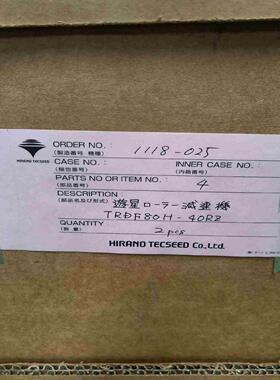 ORDER NO. :
(製造番号 機種)
1118-025
HIRANO TECSEED
CASE NO. :
(梱包番号)
INNER CASE NO. :
(内箱番号)
PARTS NO OR ITEM NO. :
(部品番号)
4
DESCRIPTION :
(部品名及び形式)
遊星ローラー減速機
TRDF80H-40R2
QUANTITY :
(数量)
2pcs
HIRANO TECSEED Co., Ltd.